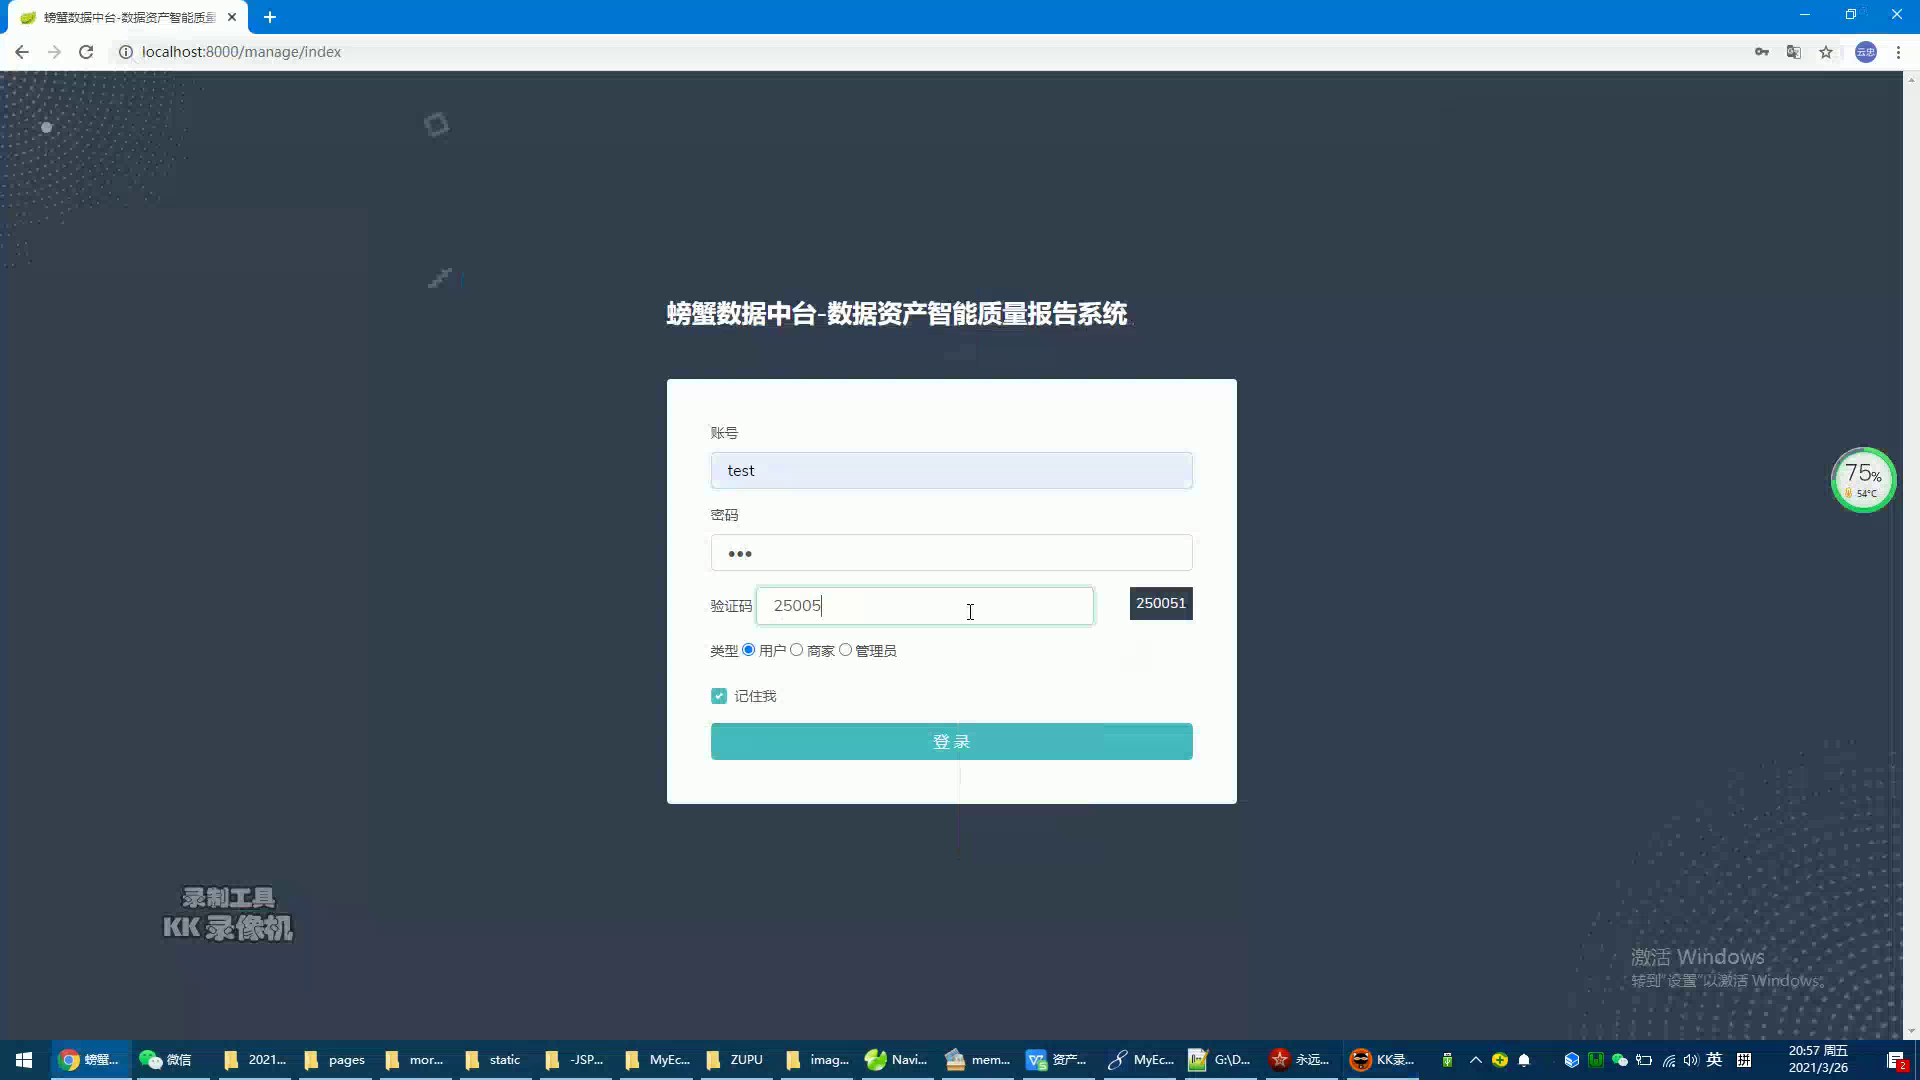 螃蟹数据中台-数据资产智能质量
localhost:8000/manage/index
云忠
螃蟹数据中台-数据资产智能质量报告系统
账号
test
密码
验证码 25005 250051
类型 用户 商家 管理员
记住我
登 录
75%
54°C
录制工具
KK 录像机
激活 Windows
转到"设置"以激活 Windows。
螃蟹... 微信 2021... pages mor... static -JSP... MyEc... ZUPU imag... Navi... mem... 资产... MyEc... G:\D... 永远... KK录... 英 拼 20:57 周五
2021/3/26
2